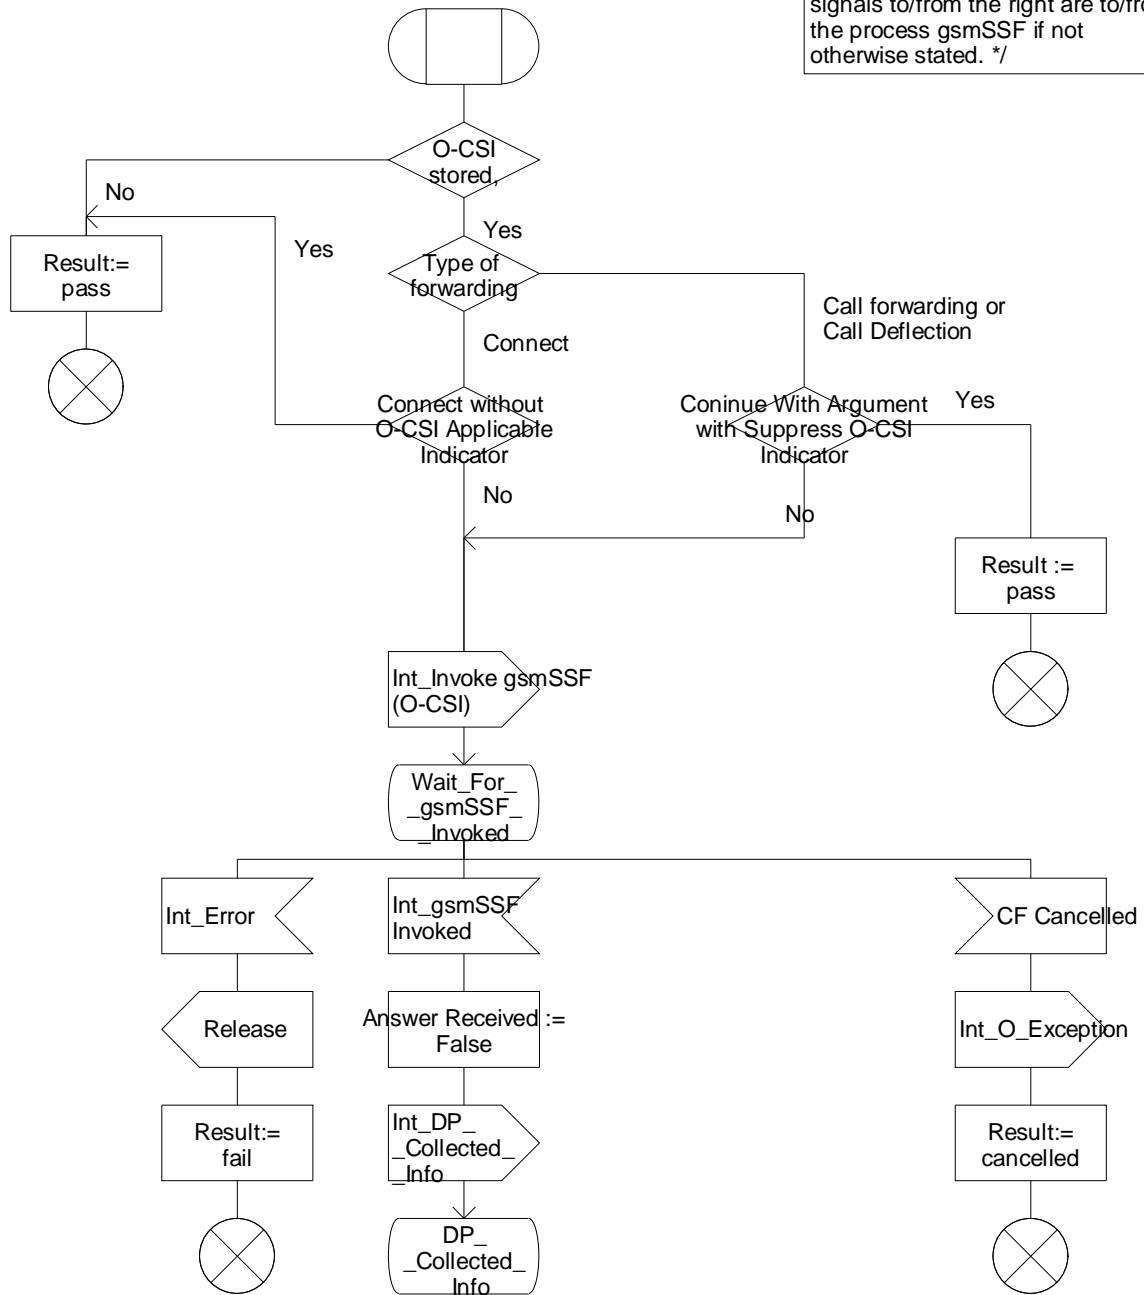 signals to/from the right are to/fro
the process gsmSSF if not
otherwise stated. */
O-CSI
stored,
No
Yes
Yes
Type of
forwarding
Result:=
pass
Call forwarding or
Call Deflection
Connect
Connect without
O-CSI Applicable
Indicator
Coninue With Argument
with Suppress O-CSI
Indicator
Yes
No
No
Result :=
pass
Int_Invoke gsmSSF
(O-CSI)
Wait_For_
_gsmSSF_
_Invoked
Int_Error
Int_gsmSSF
Invoked
CF Cancelled
Release
Answer Received :=
False
Int_O_Exception
Result:=
fail
Int_DP_
_Collected_
_Info
Result:=
cancelled
DP_
_Collected_
_Info